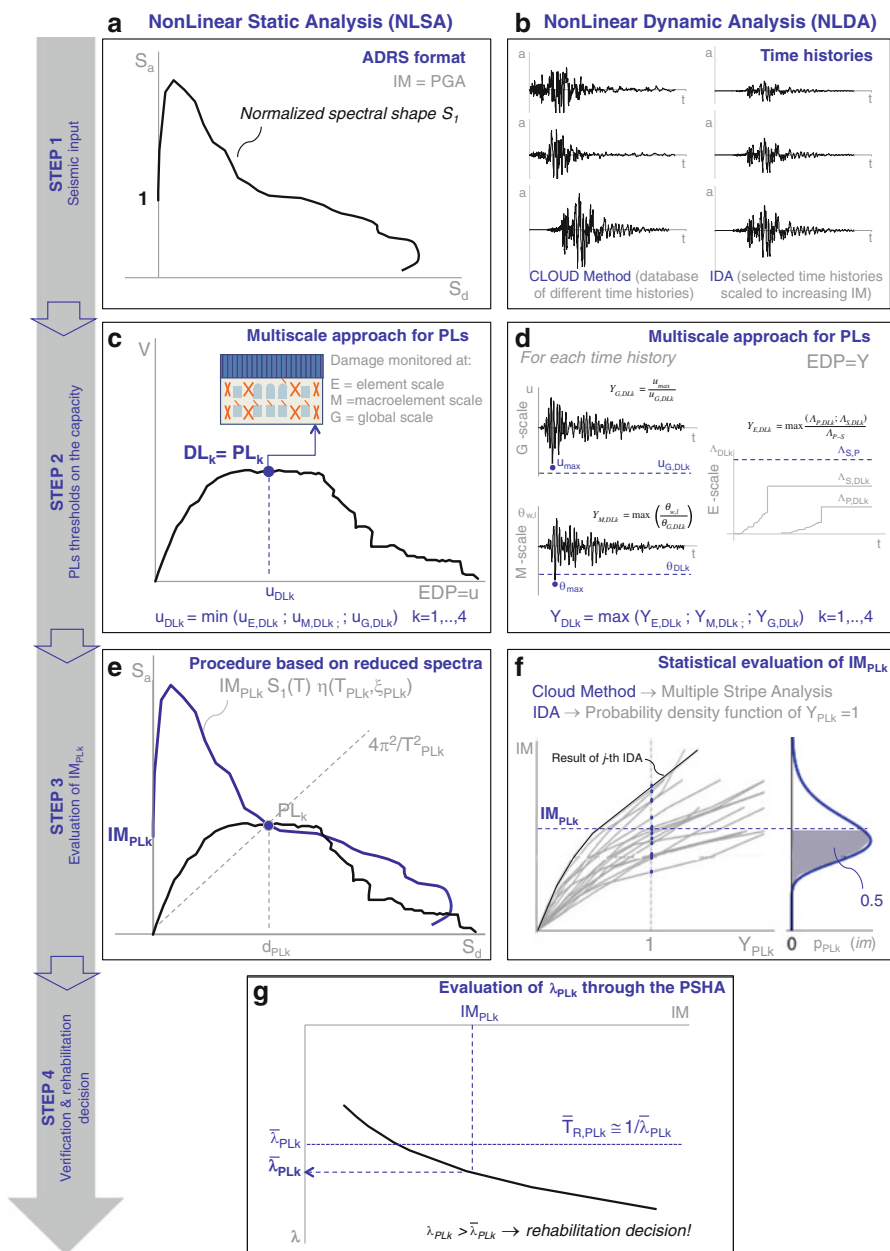 NonLinear Static Analysis (NLSA)
NonLinear Dynamic Analysis (NLDA)
STEP 1
Seismic input
a
ADRS format
IM = PGA
Sa
Normalized spectral shape S1
1
Sd
b
Time histories
a
t
a
t
a
t
a
t
a
t
a
t
CLOUD Method (database
of different time histories)
IDA (selected time histories
scaled to increasing IM)
STEP 2
PLs thresholds on the capacity
c
Multiscale approach for PLs
V
Damage monitored at:
E = element scale
M =macroelement scale
G = global scale
DLk= PLk
EDP=u
uDLk
uDLk = min (uE,DLk ; uM,DLk ; ; uG,DLk) k=1,..,4
d
Multiscale approach for PLs
For each time history
EDP=Y
u
G -scale
YG,DLk = umax / uG,DLk
t
umax
uG,DLk
θw,l
M -scale
YM,DLk = max (θw,l / θG,DLk)
t
θDLk
θmax
YE,DLk = max (ΛP,DLk ; ΛS,DLk) / ΛP-S
ΛDLk
ΛS,P
E -scale
ΛS,DLk
ΛP,DLk
t
YDLk = max (YE,DLk ; YM,DLk ; ; YG,DLk) k=1,..,4
STEP 3
Evaluation of IMPLk
e
Procedure based on reduced spectra
Sa
IMPLk S1(T) η(TPLk,ξPLk)
4π²/T²PLk
PLk
IMPLk
dPLk
Sd
f
Statistical evaluation of IMPLk
Cloud Method → Multiple Stripe Analysis
IDA → Probability density function of YPLk =1
IM
Result of j-th IDA
IMPLk
0.5
1
YPLk
0
pPLk (im)
STEP 4
Verification & rehabilitation
decision
g
Evaluation of λPLk through the PSHA
IMPLk
IM
T̅R,PLk ≅ 1/λ̅PLk
λ̅PLk
λ̅PLk
λPLk > λ̅PLk → rehabilitation decision!
λ